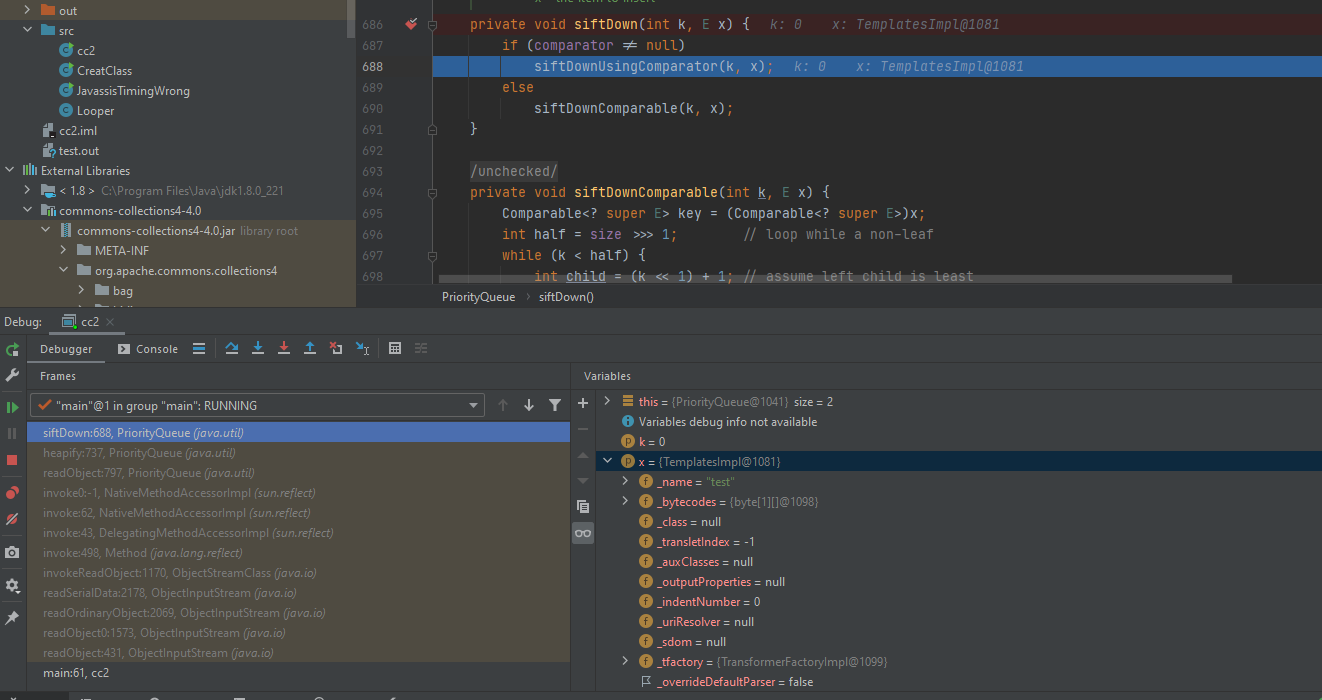 out
src
cc2
CreatClass
JavassisTimingWrong
Looper
cc2.iml
test.out
External Libraries
< 1.8 > C:\Program Files\Java\jdk1.8.0_221
commons-collections4-4.0
commons-collections4-4.0.jar library root
META-INF
org.apache.commons.collections4
bag
686 private void siftDown(int k, E x) { k: 0 x: TemplatesImpl@1081
687 if (comparator ≠ null)
688 siftDownUsingComparator(k, x); k: 0 x: TemplatesImpl@1081
689 else
690 siftDownComparable(k, x);
691 }
692
693 /unchecked/
694 private void siftDownComparable(int k, E x) {
695 Comparable<? super E> key = (Comparable<? super E>)x;
696 int half = size >>> 1; // loop while a non-leaf
697 while (k < half) {
698 int child = (k << 1) + 1; // assume left child is least
PriorityQueue › siftDown()
Debug: cc2 ×
Debugger Console
Frames
"main"@1 in group "main": RUNNING
siftDown:688, PriorityQueue (java.util)
heapify:737, PriorityQueue (java.util)
readObject:797, PriorityQueue (java.util)
invoke0:-1, NativeMethodAccessorImpl (sun.reflect)
invoke:62, NativeMethodAccessorImpl (sun.reflect)
invoke:43, DelegatingMethodAccessorImpl (sun.reflect)
invoke:498, Method (java.lang.reflect)
invokeReadObject:1170, ObjectStreamClass (java.io)
readSerialData:2178, ObjectInputStream (java.io)
readOrdinaryObject:2069, ObjectInputStream (java.io)
readObject0:1573, ObjectInputStream (java.io)
readObject:431, ObjectInputStream (java.io)
main:61, cc2
Variables
this = {PriorityQueue@1041} size = 2
Variables debug info not available
k = 0
x = {TemplatesImpl@1081}
_name = "test"
_bytecodes = {byte[1][]@1098}
_class = null
_transletIndex = -1
_auxClasses = null
_outputProperties = null
_indentNumber = 0
_uriResolver = null
_sdom = null
_tfactory = {TransformerFactoryImpl@1099}
_overrideDefaultParser = false